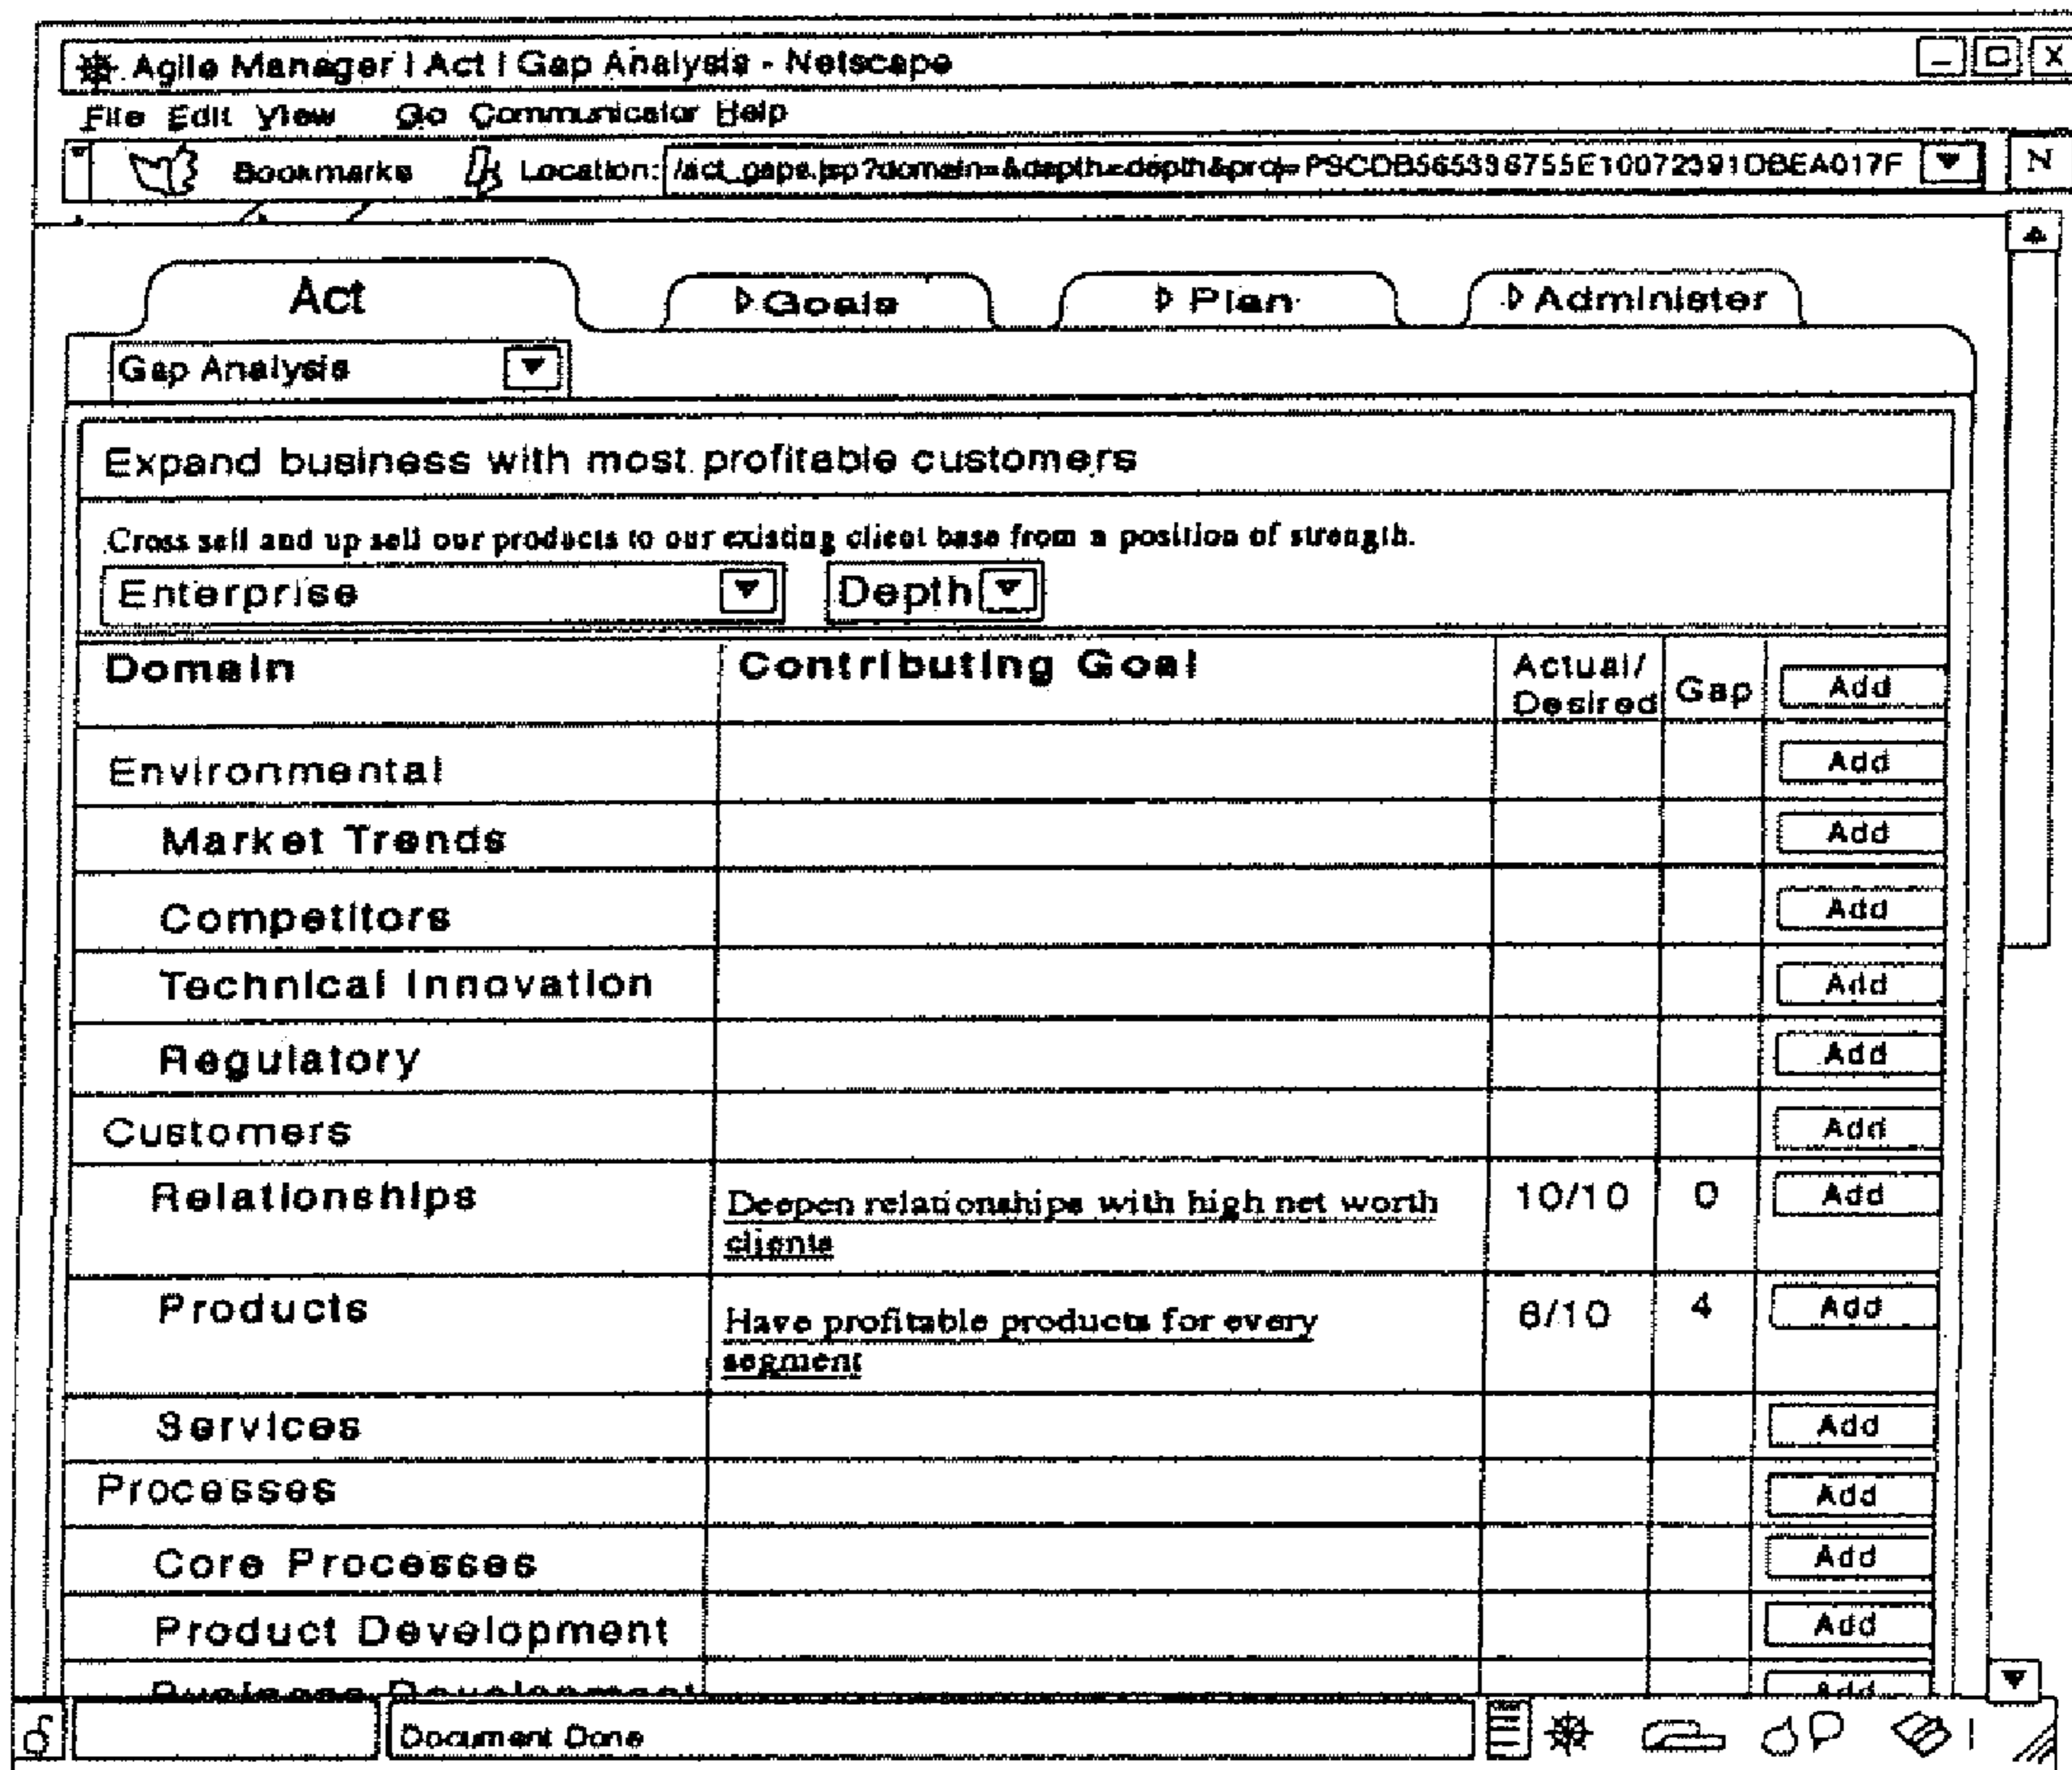 Agile Manager | Act | Gap Analysis - Netscape
File Edit View Go Communicator Help
Bookmarks Location: /act_gaps.jsp?domain=&depth=depth&proj=
N
Act Goals Plan Administer
Gap Analysis
Expand business with most profitable customers
Cross sell and up sell our products to our existing client base from a position of strength.
Enterprise Depth
Domain Contributing Goal Actual/ Gap Add
Desired
Environmental Add
Market Trends Add
Competitors Add
Technical Innovation Add
Regulatory Add
Customers Add
Relationships Deepen relationships with high net worth 10/10 0 Add
clients
Products Have profitable products for every 6/10 4 Add
segment
Services Add
Processes Add
Core Processes Add
Product Development Add
Business Development Add
Document Done